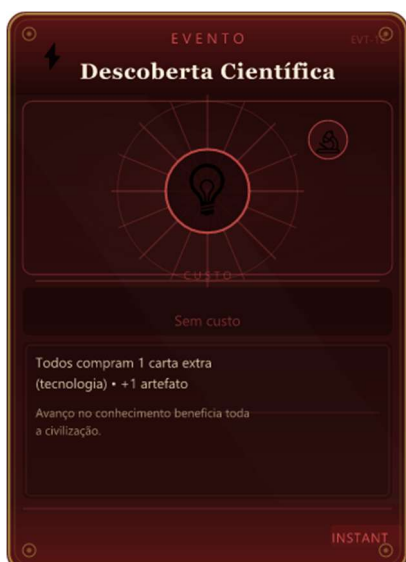 EVENTO
Descoberta Científica
CUSTO
Sem custo
Todos compram 1 carta extra
(tecnologia) • +1 artefato
Avanço no conhecimento beneficia toda
a civilização.
INSTANT